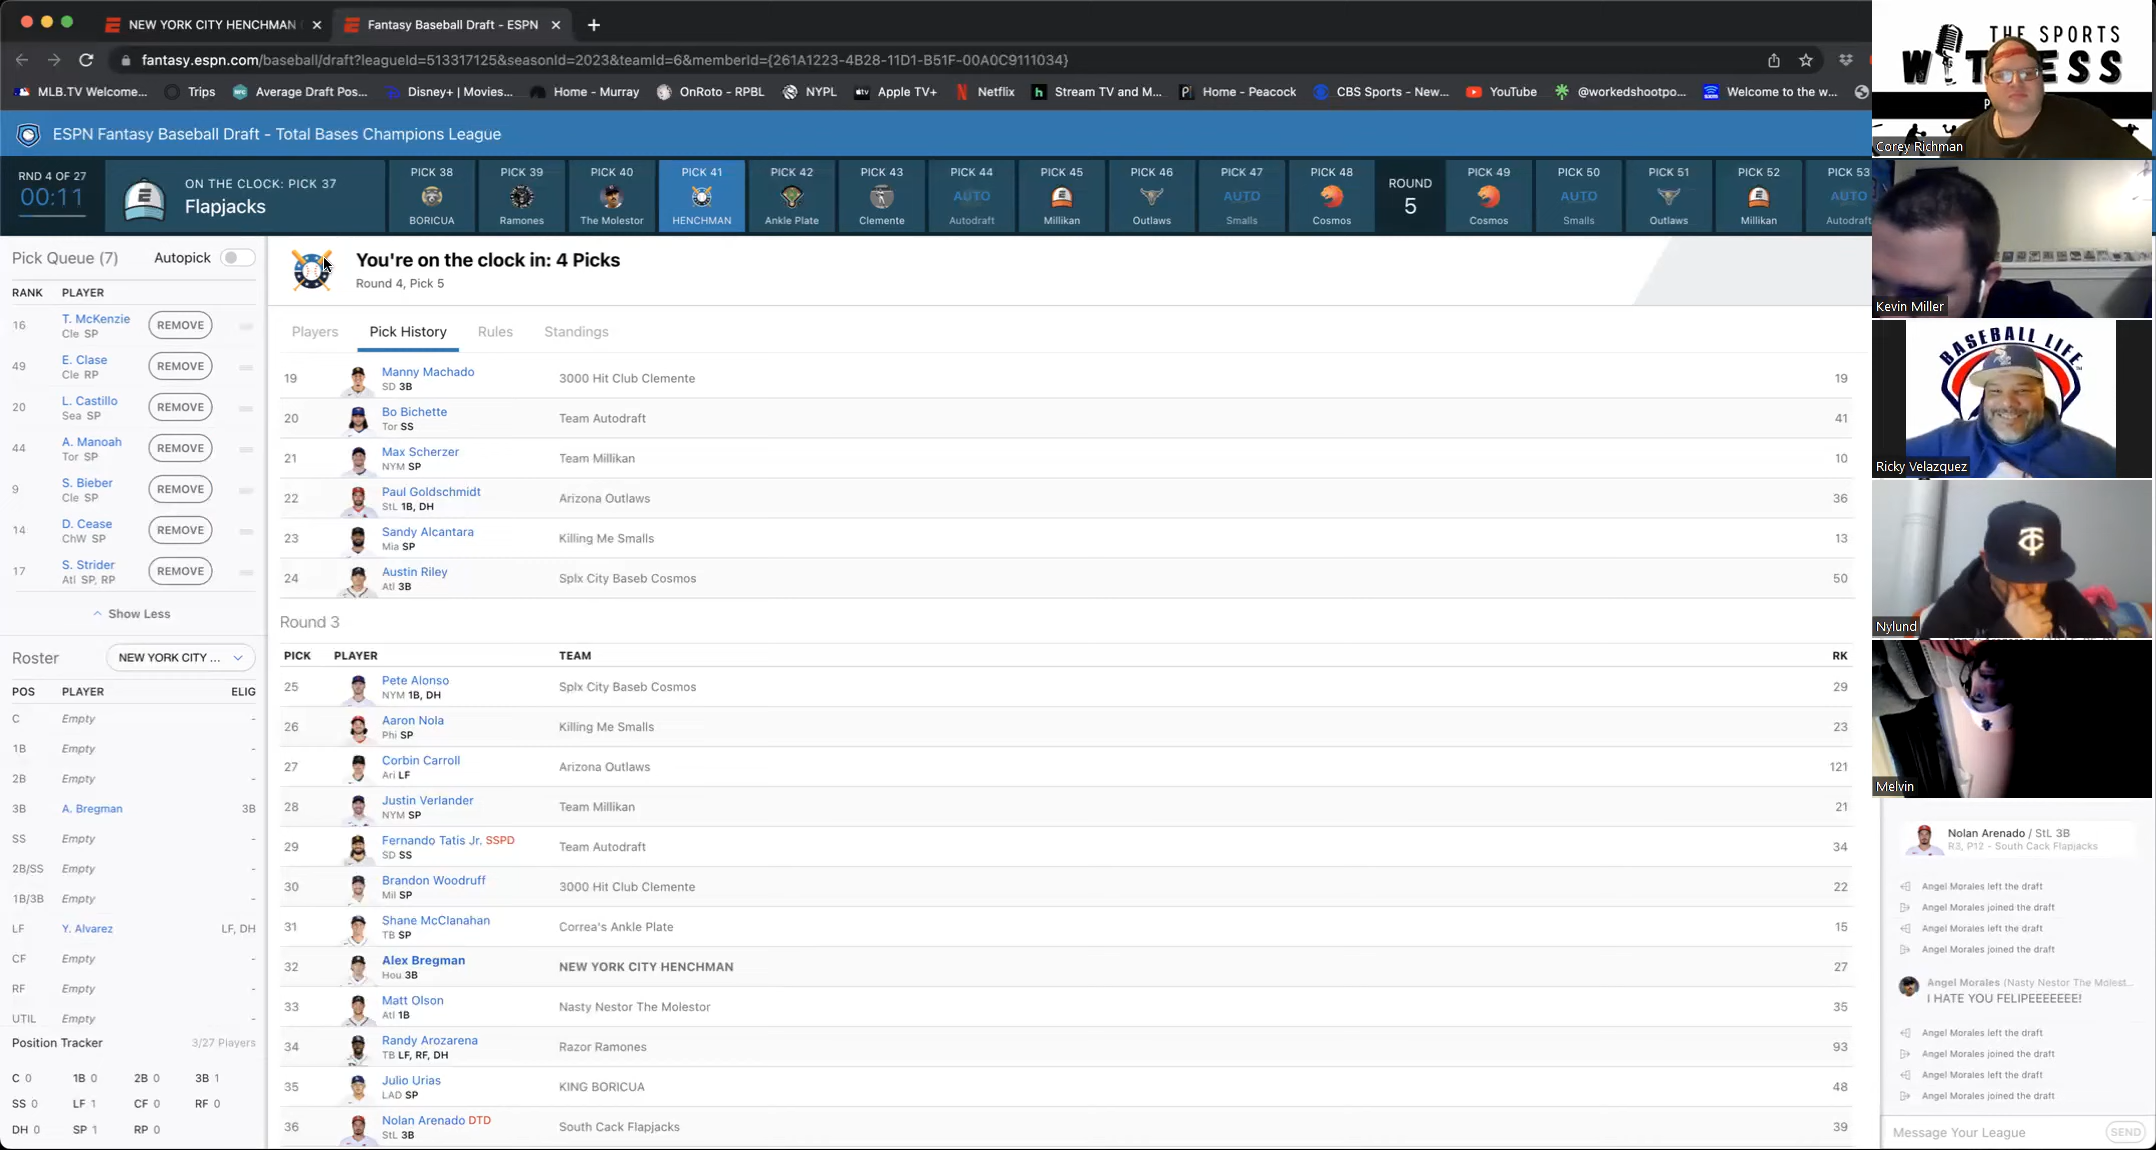 NEW YORK CITY HENCHMAN
Fantasy Baseball Draft - ESPN
fantasy.espn.com/baseball/draft?leagueId=513317125&seasonId=2023&teamId=6&memberId={261A1223-4B28-11D1-B51F-00A0C9111034}
MLB.TV Welcome... Trips Average Draft Pos... Disney+ | Movies... Home - Murray OnRoto - RPBL NYPL Apple TV+ Netflix Stream TV and M... Home - Peacock CBS Sports - New... YouTube @workedshootpo... Welcome to the w...
ESPN Fantasy Baseball Draft - Total Bases Champions League
RND 4 OF 27
00:11
ON THE CLOCK: PICK 37
Flapjacks
PICK 38 PICK 39 PICK 40 PICK 41 PICK 42 PICK 43 PICK 44 PICK 45 PICK 46 PICK 47 PICK 48 ROUND PICK 49 PICK 50 PICK 51 PICK 52 PICK 53
AUTO AUTO 5 AUTO AUTO
BORICUA Ramones The Molestor HENCHMAN Ankle Plate Clemente Autodraft Millikan Outlaws Smalls Cosmos Cosmos Smalls Outlaws Millikan Autodraft
Pick Queue (7) Autopick
RANK PLAYER
16 T. McKenzie REMOVE
Cle SP
49 E. Clase REMOVE
Cle RP
20 L. Castillo REMOVE
Sea SP
44 A. Manoah REMOVE
Tor SP
9 S. Bieber REMOVE
Cle SP
14 D. Cease REMOVE
ChW SP
17 S. Strider REMOVE
Atl SP, RP
Show Less
Roster NEW YORK CITY ...
POS PLAYER ELIG
C Empty -
1B Empty -
2B Empty -
3B A. Bregman 3B
SS Empty -
2B/SS Empty -
1B/3B Empty -
LF Y. Alvarez LF, DH
CF Empty -
RF Empty -
UTIL Empty -
Position Tracker 3/27 Players
C 0 1B 0 2B 0 3B 1
SS 0 LF 1 CF 0 RF 0
DH 0 SP 1 RP 0
You're on the clock in: 4 Picks
Round 4, Pick 5
Players Pick History Rules Standings
19 Manny Machado 3000 Hit Club Clemente 19
SD 3B
20 Bo Bichette Team Autodraft 41
Tor SS
21 Max Scherzer Team Millikan 10
NYM SP
22 Paul Goldschmidt Arizona Outlaws 36
StL 1B, DH
23 Sandy Alcantara Killing Me Smalls 13
Mia SP
24 Austin Riley Splx City Baseb Cosmos 50
Atl 3B
Round 3
PICK PLAYER TEAM RK
25 Pete Alonso Splx City Baseb Cosmos 29
NYM 1B, DH
26 Aaron Nola Killing Me Smalls 23
Phi SP
27 Corbin Carroll Arizona Outlaws 121
Ari LF
28 Justin Verlander Team Millikan 21
NYM SP
29 Fernando Tatis Jr. SSPD Team Autodraft 34
SD SS
30 Brandon Woodruff 3000 Hit Club Clemente 22
Mil SP
31 Shane McClanahan Correa's Ankle Plate 15
TB SP
32 Alex Bregman NEW YORK CITY HENCHMAN 27
Hou 3B
33 Matt Olson Nasty Nestor The Molestor 35
Atl 1B
34 Randy Arozarena Razor Ramones 93
TB LF, RF, DH
35 Julio Urias KING BORICUA 48
LAD SP
36 Nolan Arenado DTD South Cack Flapjacks 39
StL 3B
THE SPORTS
WITNESS
Corey Richman
Kevin Miller
BASEBALL LIFE
Ricky Velazquez
TC
Nylund
Melvin
Nolan Arenado / StL 3B
R3, P12 - South Cack Flapjacks
Angel Morales left the draft
Angel Morales joined the draft
Angel Morales left the draft
Angel Morales joined the draft
Angel Morales (Nasty Nestor The Molest...
I HATE YOU FELIPEEEEEEE!
Angel Morales left the draft
Angel Morales joined the draft
Angel Morales left the draft
Angel Morales joined the draft
Message Your League SEND